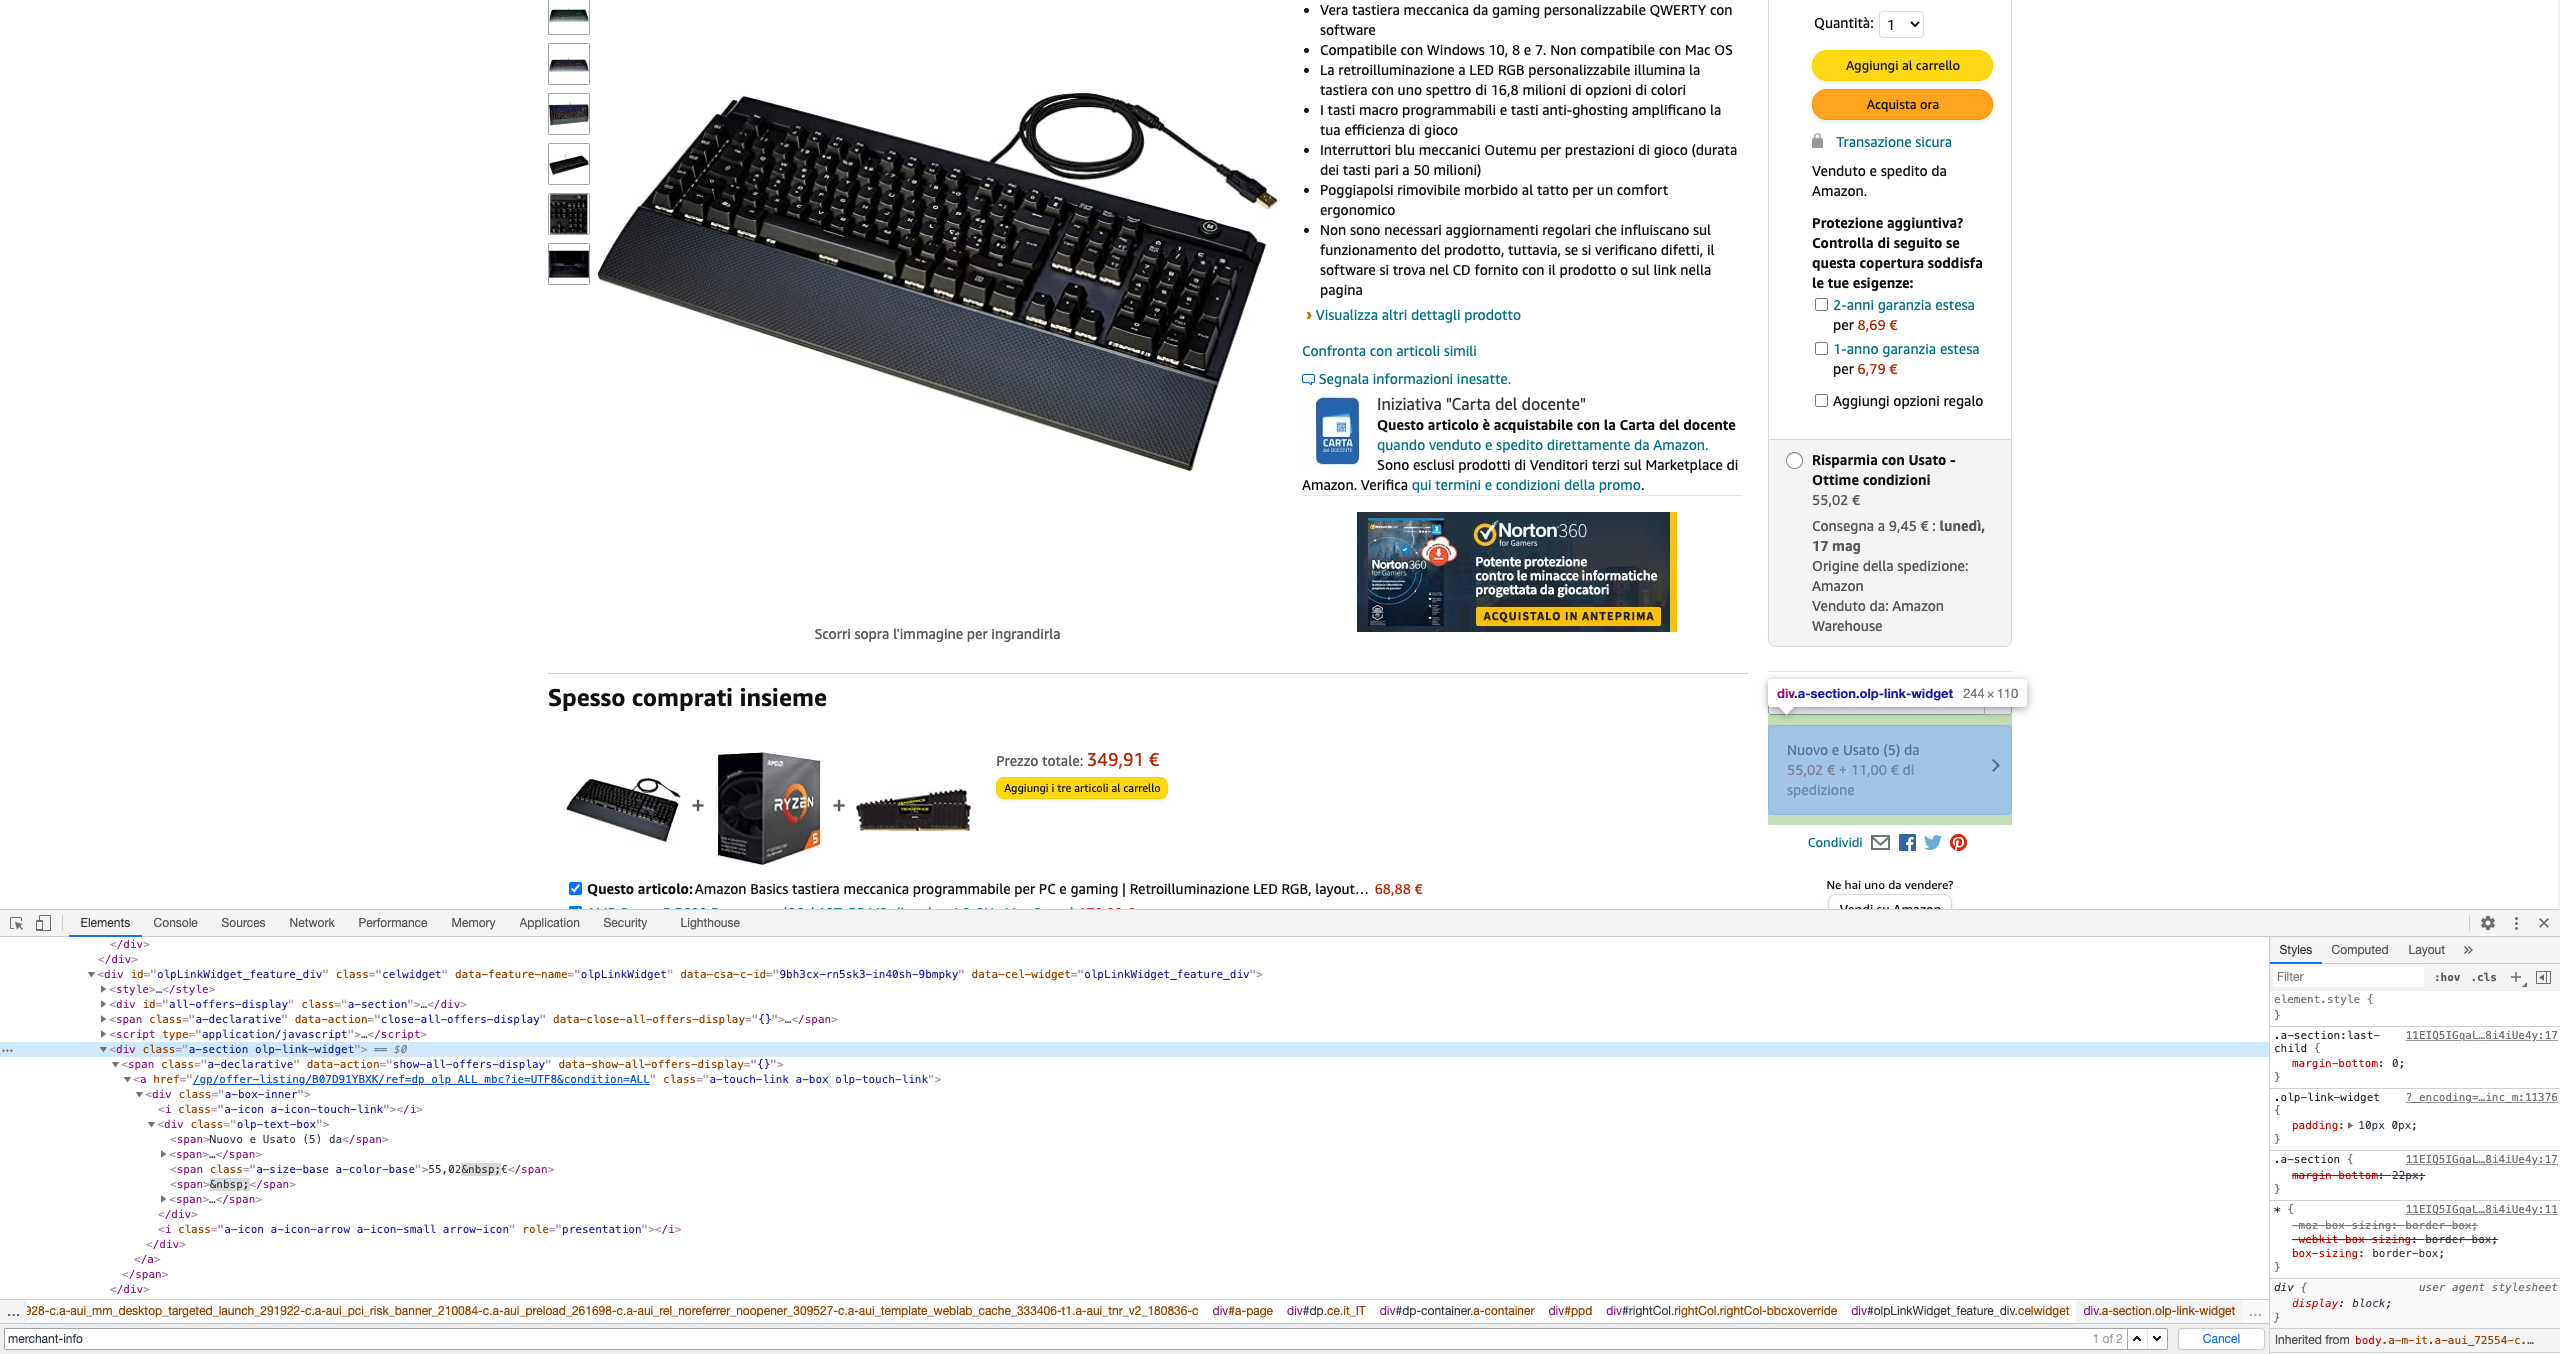 Vera tastiera meccanica da gaming personalizzabile QWERTY con
software
Compatibile con Windows 10, 8 e 7. Non compatibile con Mac OS
La retroilluminazione a LED RGB personalizzabile illumina la
tastiera con uno spettro di 16,8 milioni di opzioni di colori
I tasti macro programmabili e tasti anti-ghosting amplificano la
tua efficienza di gioco
Interruttori blu meccanici Outemu per prestazioni di gioco (durata
dei tasti pari a 50 milioni)
Poggiapolsi rimovibile morbido al tatto per un comfort
ergonomico
Non sono necessari aggiornamenti regolari che influiscano sul
funzionamento del prodotto, tuttavia, se si verificano difetti, il
software si trova nel CD fornito con il prodotto o sul link nella
pagina
› Visualizza altri dettagli prodotto
Confronta con articoli simili
Segnala informazioni inesatte.
CARTA
del DOCENTE
Iniziativa "Carta del docente"
Questo articolo è acquistabile con la Carta del docente
quando venduto e spedito direttamente da Amazon.
Sono esclusi prodotti di Venditori terzi sul Marketplace di
Amazon. Verifica qui termini e condizioni della promo.
Norton360
for Gamers
Norton360
for Gamers
Potente protezione
contro le minacce informatiche
progettata da giocatori
ACQUISTALO IN ANTEPRIMA
Scorri sopra l'immagine per ingrandirla
Quantità: 1
Aggiungi al carrello
Acquista ora
Transazione sicura
Venduto e spedito da
Amazon.
Protezione aggiuntiva?
Controlla di seguito se
questa copertura soddisfa
le tue esigenze:
2-anni garanzia estesa
per 8,69 €
1-anno garanzia estesa
per 6,79 €
Aggiungi opzioni regalo
Risparmia con Usato -
Ottime condizioni
55,02 €
Consegna a 9,45 € : lunedì,
17 mag
Origine della spedizione:
Amazon
Venduto da: Amazon
Warehouse
div.a-section.olp-link-widget 244 × 110
Nuovo e Usato (5) da
55,02 € + 11,00 € di
spedizione
Condividi
Ne hai uno da vendere?
Vendi su Amazon
Spesso comprati insieme
AMD
RYZEN
5
+
+
VENGEANCE
Prezzo totale: 349,91 €
Aggiungi i tre articoli al carrello
Questo articolo: Amazon Basics tastiera meccanica programmabile per PC e gaming | Retroilluminazione LED RGB, layout… 68,88 €
Elements Console Sources Network Performance Memory Application Security Lighthouse
</div>
</div>
<div id="olpLinkWidget_feature_div" class="celwidget" data-feature-name="olpLinkWidget" data-csa-c-id="9bh3cx-rn5sk3-in40sh-9bmpky" data-cel-widget="olpLinkWidget_feature_div">
<style>…</style>
<div id="all-offers-display" class="a-section">…</div>
<span class="a-declarative" data-action="close-all-offers-display" data-close-all-offers-display="{}">…</span>
<script type="application/javascript">…</script>
… <div class="a-section olp-link-widget"> == $0
<span class="a-declarative" data-action="show-all-offers-display" data-show-all-offers-display="{}">
<a href="/gp/offer-listing/B07D91YBXK/ref=dp_olp_ALL_mbc?ie=UTF8&condition=ALL" class="a-touch-link a-box olp-touch-link">
<div class="a-box-inner">
<i class="a-icon a-icon-touch-link"></i>
<div class="olp-text-box">
<span>Nuovo e Usato (5) da</span>
<span>…</span>
<span class="a-size-base a-color-base">55,02&nbsp;€</span>
<span>&nbsp;</span>
<span>…</span>
</div>
<i class="a-icon a-icon-arrow a-icon-small arrow-icon" role="presentation"></i>
</div>
</a>
</span>
</div>
… 928-c.a-aui_mm_desktop_targeted_launch_291922-c.a-aui_pci_risk_banner_210084-c.a-aui_preload_261698-c.a-aui_rel_noreferrer_noopener_309527-c.a-aui_template_weblab_cache_333406-t1.a-aui_tnr_v2_180836-c div#a-page div#dp.ce.it_IT div#dp-container.a-container div#ppd div#rightCol.rightCol.rightCol-bbcxoverride div#olpLinkWidget_feature_div.celwidget div.a-section.olp-link-widget …
merchant-info 1 of 2 Cancel
Styles Computed Layout »
Filter :hov .cls +
element.style {
}
.a-section:last- 11EIQ5IGqaL…8i4iUe4y:17
child {
margin-bottom: 0;
}
.olp-link-widget ?_encoding=…inc_m:11376
{
padding: 10px 0px;
}
.a-section { 11EIQ5IGqaL…8i4iUe4y:17
margin-bottom: 22px;
}
* { 11EIQ5IGqaL…8i4iUe4y:11
-moz-box-sizing: border-box;
-webkit-box-sizing: border-box;
box-sizing: border-box;
}
div { user agent stylesheet
display: block;
}
Inherited from body.a-m-it.a-aui_72554-c.…